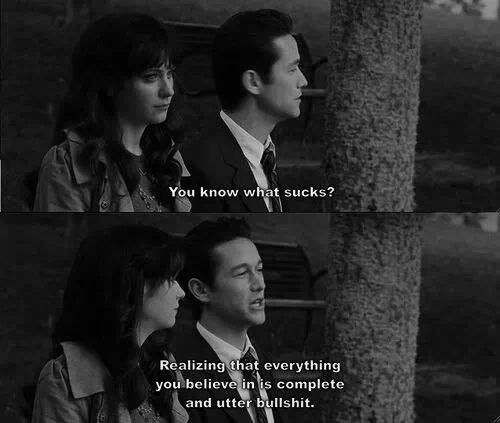 You know what sucks?
Realizing that everything
you believe in is complete
and utter bullshit.